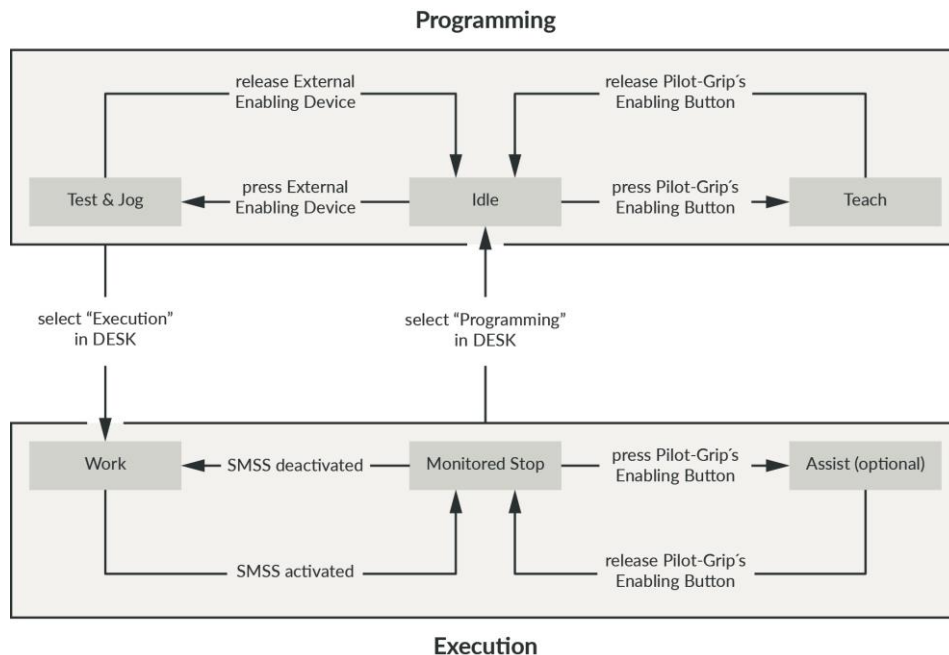 Programming
release External
Enabling Device
release Pilot-Grip´s
Enabling Button
Test & Jog
press External
Enabling Device
Idle
press Pilot-Grip´s
Enabling Button
Teach
select “Execution”
in DESK
select “Programming”
in DESK
Work
SMSS deactivated
Monitored Stop
press Pilot-Grip´s
Enabling Button
Assist (optional)
SMSS activated
release Pilot-Grip´s
Enabling Button
Execution